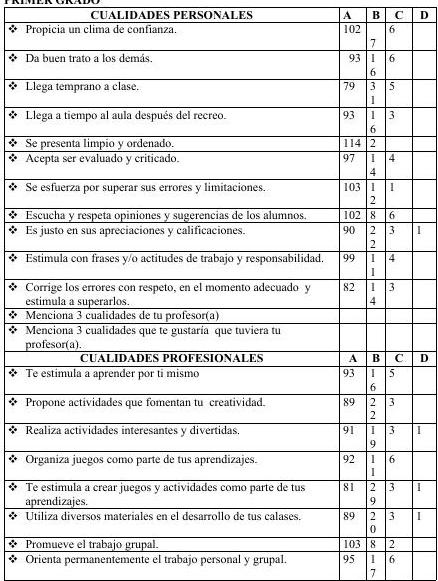 PRIMER GRADO
CUALIDADES PERSONALES A B C D
❖ Propicia un clima de confianza. 102 7 6
❖ Da buen trato a los demás. 93 16 6
❖ Llega temprano a clase. 79 31 5
❖ Llega a tiempo al aula después del recreo. 93 16 3
❖ Se presenta limpio y ordenado. 114 2
❖ Acepta ser evaluado y criticado. 97 14 4
❖ Se esfuerza por superar sus errores y limitaciones. 103 12 1
❖ Escucha y respeta opiniones y sugerencias de los alumnos. 102 8 6
❖ Es justo en sus apreciaciones y calificaciones. 90 22 3 1
❖ Estimula con frases y/o actitudes de trabajo y responsabilidad. 99 11 4
❖ Corrige los errores con respeto, en el momento adecuado y 82 14 3
estimula a superarlos.
❖ Menciona 3 cualidades de tu profesor(a)
❖ Menciona 3 cualidades que te gustaría que tuviera tu
profesor(a).
CUALIDADES PROFESIONALES A B C D
❖ Te estimula a aprender por ti mismo 93 16 5
❖ Propone actividades que fomentan tu creatividad. 89 22 3
❖ Realiza actividades interesantes y divertidas. 91 19 3 1
❖ Organiza juegos como parte de tus aprendizajes. 92 11 6
❖ Te estimula a crear juegos y actividades como parte de tus 81 29 3 1
aprendizajes.
❖ Utiliza diversos materiales en el desarrollo de tus calases. 89 20 3 1
❖ Promueve el trabajo grupal. 103 8 2
❖ Orienta permanentemente el trabajo personal y grupal. 95 17 6